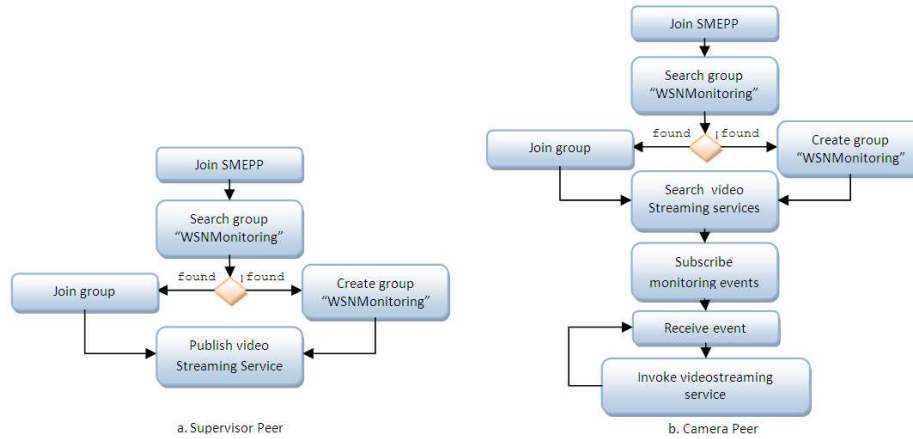 Join SMEPP
Search group
“WSNMonitoring”
found
¡found
Join group
Create group
“WSNMonitoring”
Publish video
Streaming Service
a. Supervisor Peer
Join SMEPP
Search group
“WSNMonitoring”
found
¡found
Join group
Create group
“WSNMonitoring”
Search video
Streaming services
Subscribe
monitoring events
Receive event
Invoke videostreaming
service
b. Camera Peer